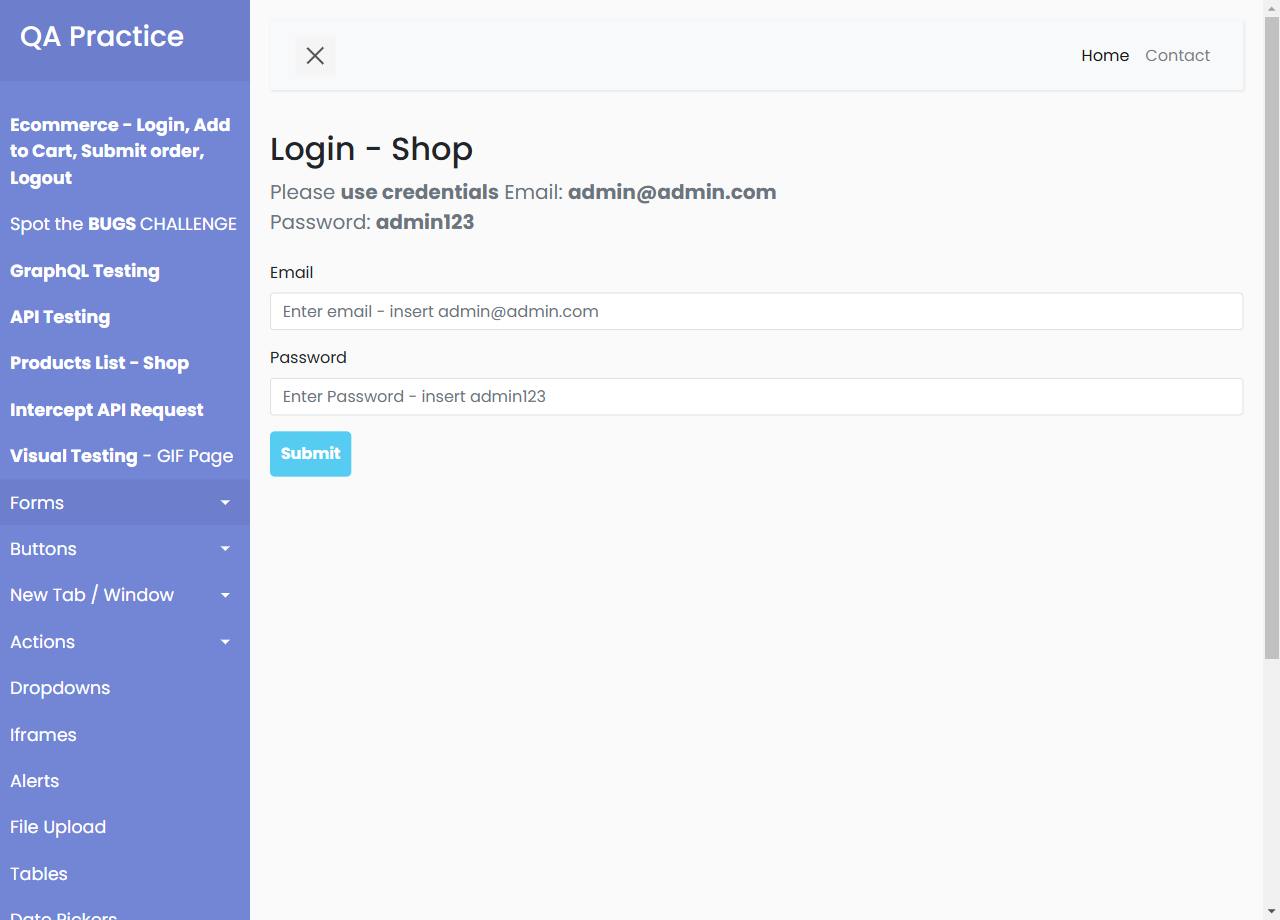 QA Practice
Ecommerce - Login, Add
to Cart, Submit order,
Logout
Spot the BUGS CHALLENGE
GraphQL Testing
API Testing
Products List - Shop
Intercept API Request
Visual Testing - GIF Page
Forms
Buttons
New Tab / Window
Actions
Dropdowns
Iframes
Alerts
File Upload
Tables
Date Pickers
Home
Contact
Login - Shop
Please use credentials Email: admin@admin.com
Password: admin123
Email
Enter email - insert admin@admin.com
Password
Enter Password - insert admin123
Submit